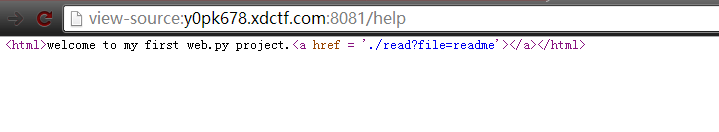 view-source:y0pk678.xdctf.com:8081/help
<html>welcome to my first web.py project.<a href = './read?file=readme'></a></html>